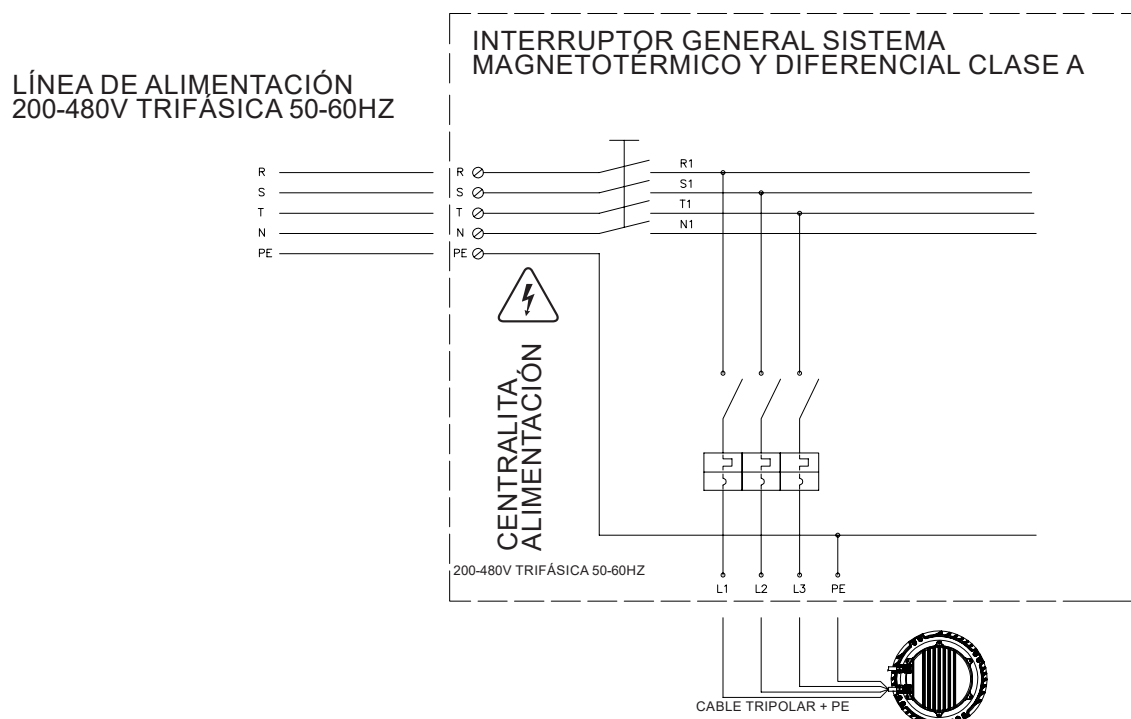 INTERRUPTOR GENERAL SISTEMA
MAGNETOTÉRMICO Y DIFERENCIAL CLASE A
LÍNEA DE ALIMENTACIÓN
200-480V TRIFÁSICA 50-60HZ
R R R1
S S S1
T T T1
N N N1
PE PE
CENTRALITA
ALIMENTACIÓN
200-480V TRIFÁSICA 50-60HZ
L1 L2 L3 PE
CABLE TRIPOLAR + PE